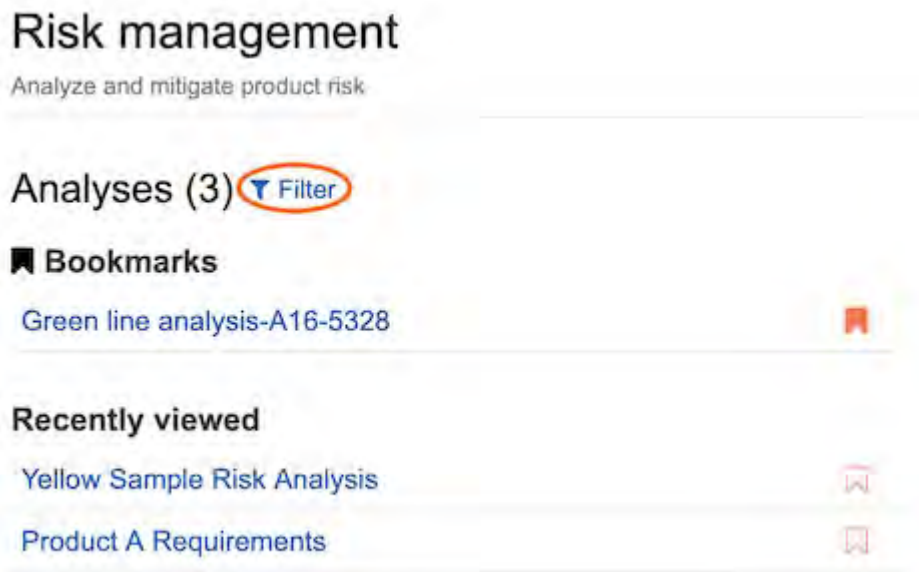 Risk management
Analyze and mitigate product risk
Analyses (3) Filter
Bookmarks
Green line analysis-A16-5328
Recently viewed
Yellow Sample Risk Analysis
Product A Requirements